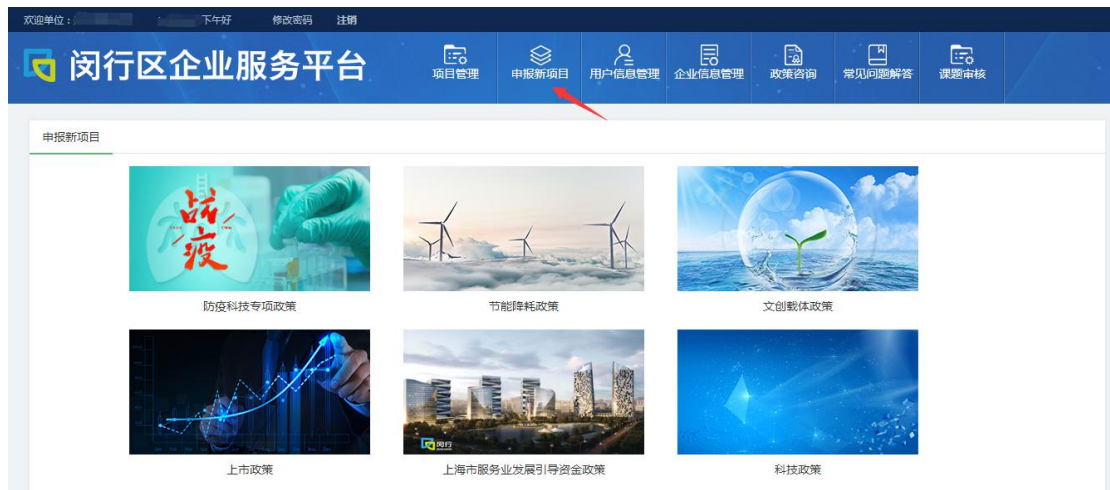 欢迎单位：
下午好
修改密码
注销
闵行区企业服务平台
项目管理
申报新项目
用户信息管理
企业信息管理
政策咨询
常见问题解答
课题审核
申报新项目
战疫
防疫科技专项政策
节能降耗政策
文创载体政策
闵行
上市政策
上海市服务业发展引导资金政策
科技政策